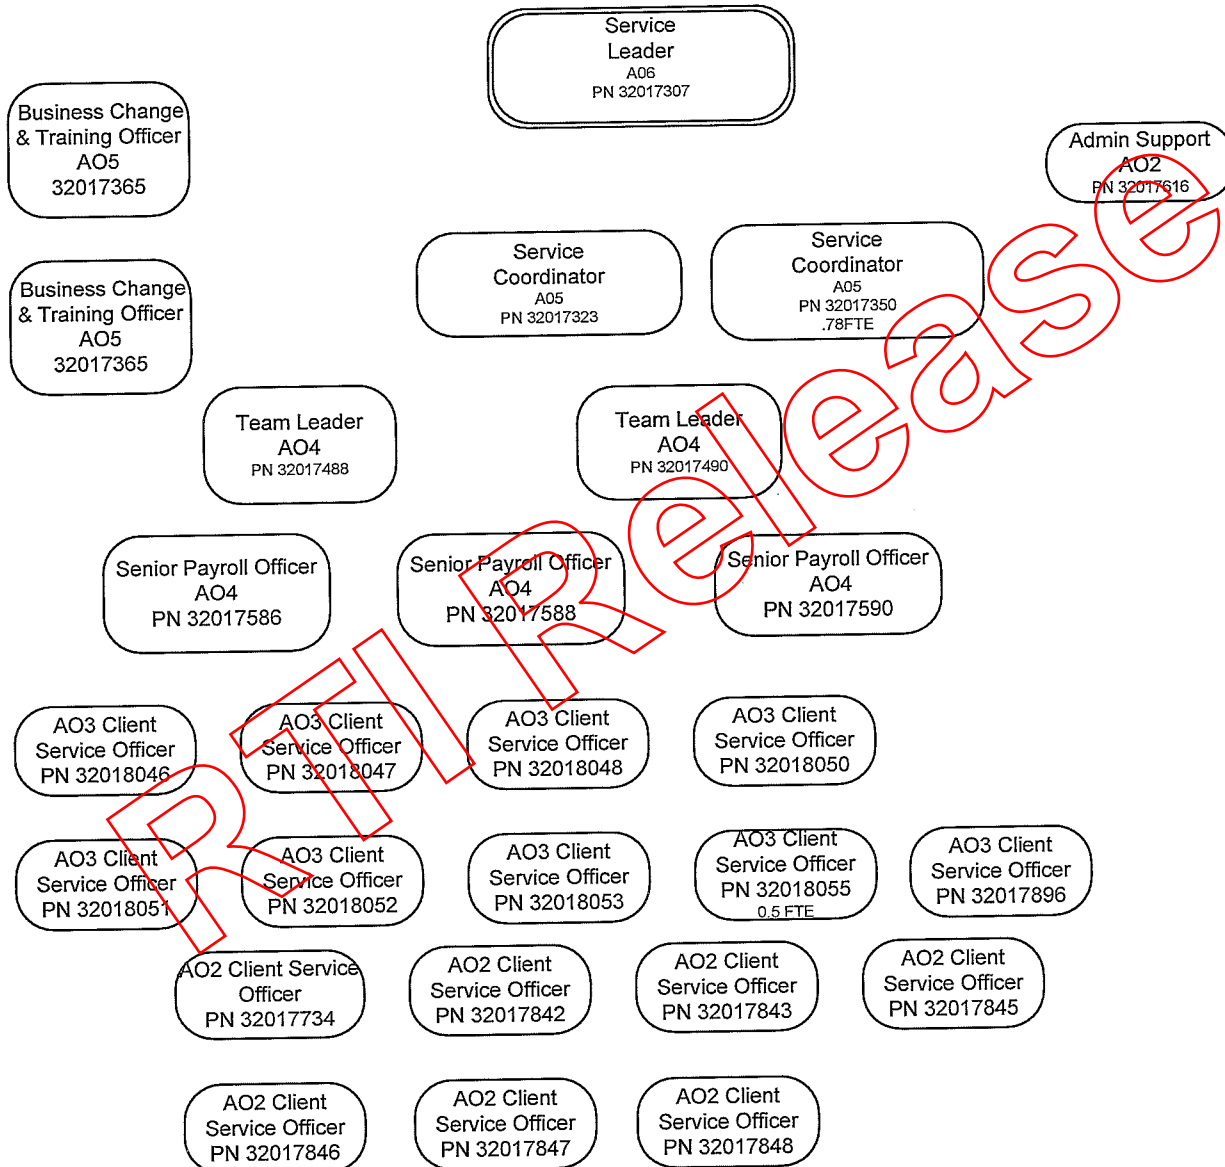 Service
Leader
A06
PN 32017307
Business Change
& Training Officer
AO5
32017365
Admin Support
AO2
PN 32017616
Service
Coordinator
A05
PN 32017323
Service
Coordinator
A05
PN 32017350
.78FTE
Business Change
& Training Officer
AO5
32017365
Team Leader
AO4
PN 32017488
Team Leader
AO4
PN 32017490
Senior Payroll Officer
AO4
PN 32017586
Senior Payroll Officer
AO4
PN 32017588
Senior Payroll Officer
AO4
PN 32017590
AO3 Client
Service Officer
PN 32018046
AO3 Client
Service Officer
PN 32018047
AO3 Client
Service Officer
PN 32018048
AO3 Client
Service Officer
PN 32018050
AO3 Client
Service Officer
PN 32018051
AO3 Client
Service Officer
PN 32018052
AO3 Client
Service Officer
PN 32018053
AO3 Client
Service Officer
PN 32018055
0.5 FTE
AO3 Client
Service Officer
PN 32017896
AO2 Client Service
Officer
PN 32017734
AO2 Client
Service Officer
PN 32017842
AO2 Client
Service Officer
PN 32017843
AO2 Client
Service Officer
PN 32017845
AO2 Client
Service Officer
PN 32017846
AO2 Client
Service Officer
PN 32017847
AO2 Client
Service Officer
PN 32017848
RTI Release